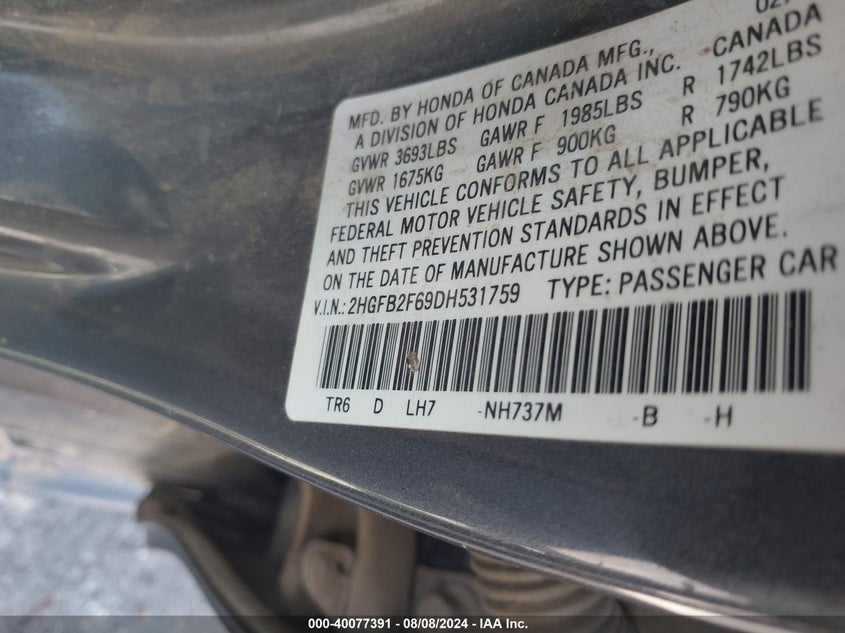 MFD. BY HONDA OF CANADA MFG.,
A DIVISION OF HONDA CANADA INC. CANADA
GVWR 3693LBS GAWR F 1985LBS R 1742LBS
GVWR 1675KG GAWR F 900KG R 790KG
THIS VEHICLE CONFORMS TO ALL APPLICABLE
FEDERAL MOTOR VEHICLE SAFETY, BUMPER,
AND THEFT PREVENTION STANDARDS IN EFFECT
ON THE DATE OF MANUFACTURE SHOWN ABOVE.
V.I.N.: 2HGFB2F69DH531759 TYPE: PASSENGER CAR
TR6 D LH7 -NH737M -B -H
000-40077391 - 08/08/2024 - IAA Inc.